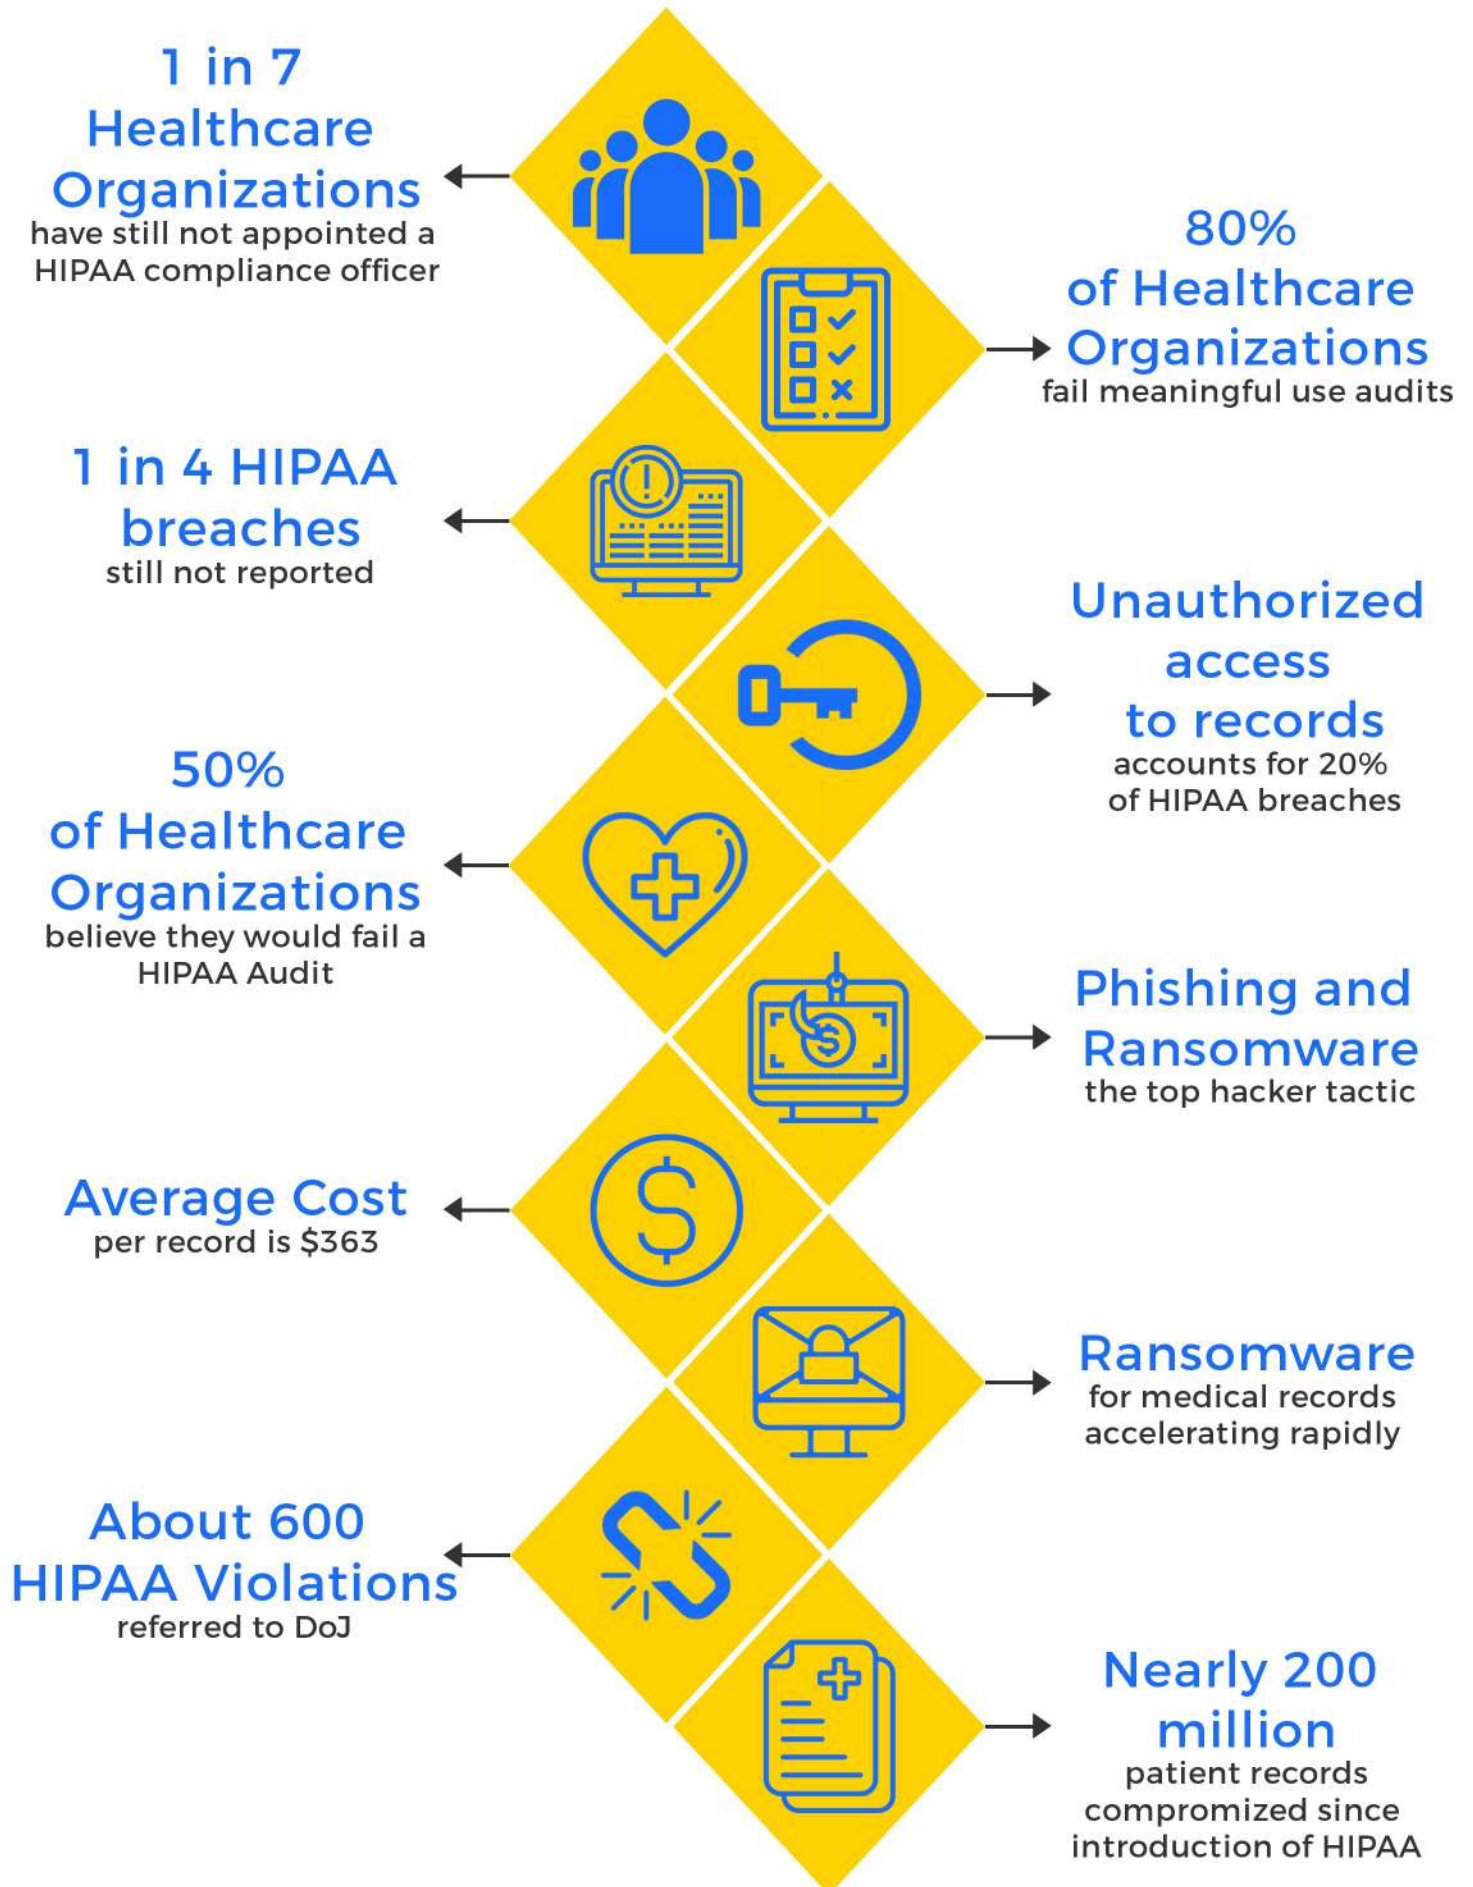 1 in 7
Healthcare
Organizations
have still not appointed a
HIPAA compliance officer
80%
of Healthcare
Organizations
fail meaningful use audits
1 in 4 HIPAA
breaches
still not reported
Unauthorized
access
to records
accounts for 20%
of HIPAA breaches
50%
of Healthcare
Organizations
believe they would fail a
HIPAA Audit
Phishing and
Ransomware
the top hacker tactic
Average Cost
per record is $363
Ransomware
for medical records
accelerating rapidly
About 600
HIPAA Violations
referred to DoJ
Nearly 200
million
patient records
compromized since
introduction of HIPAA